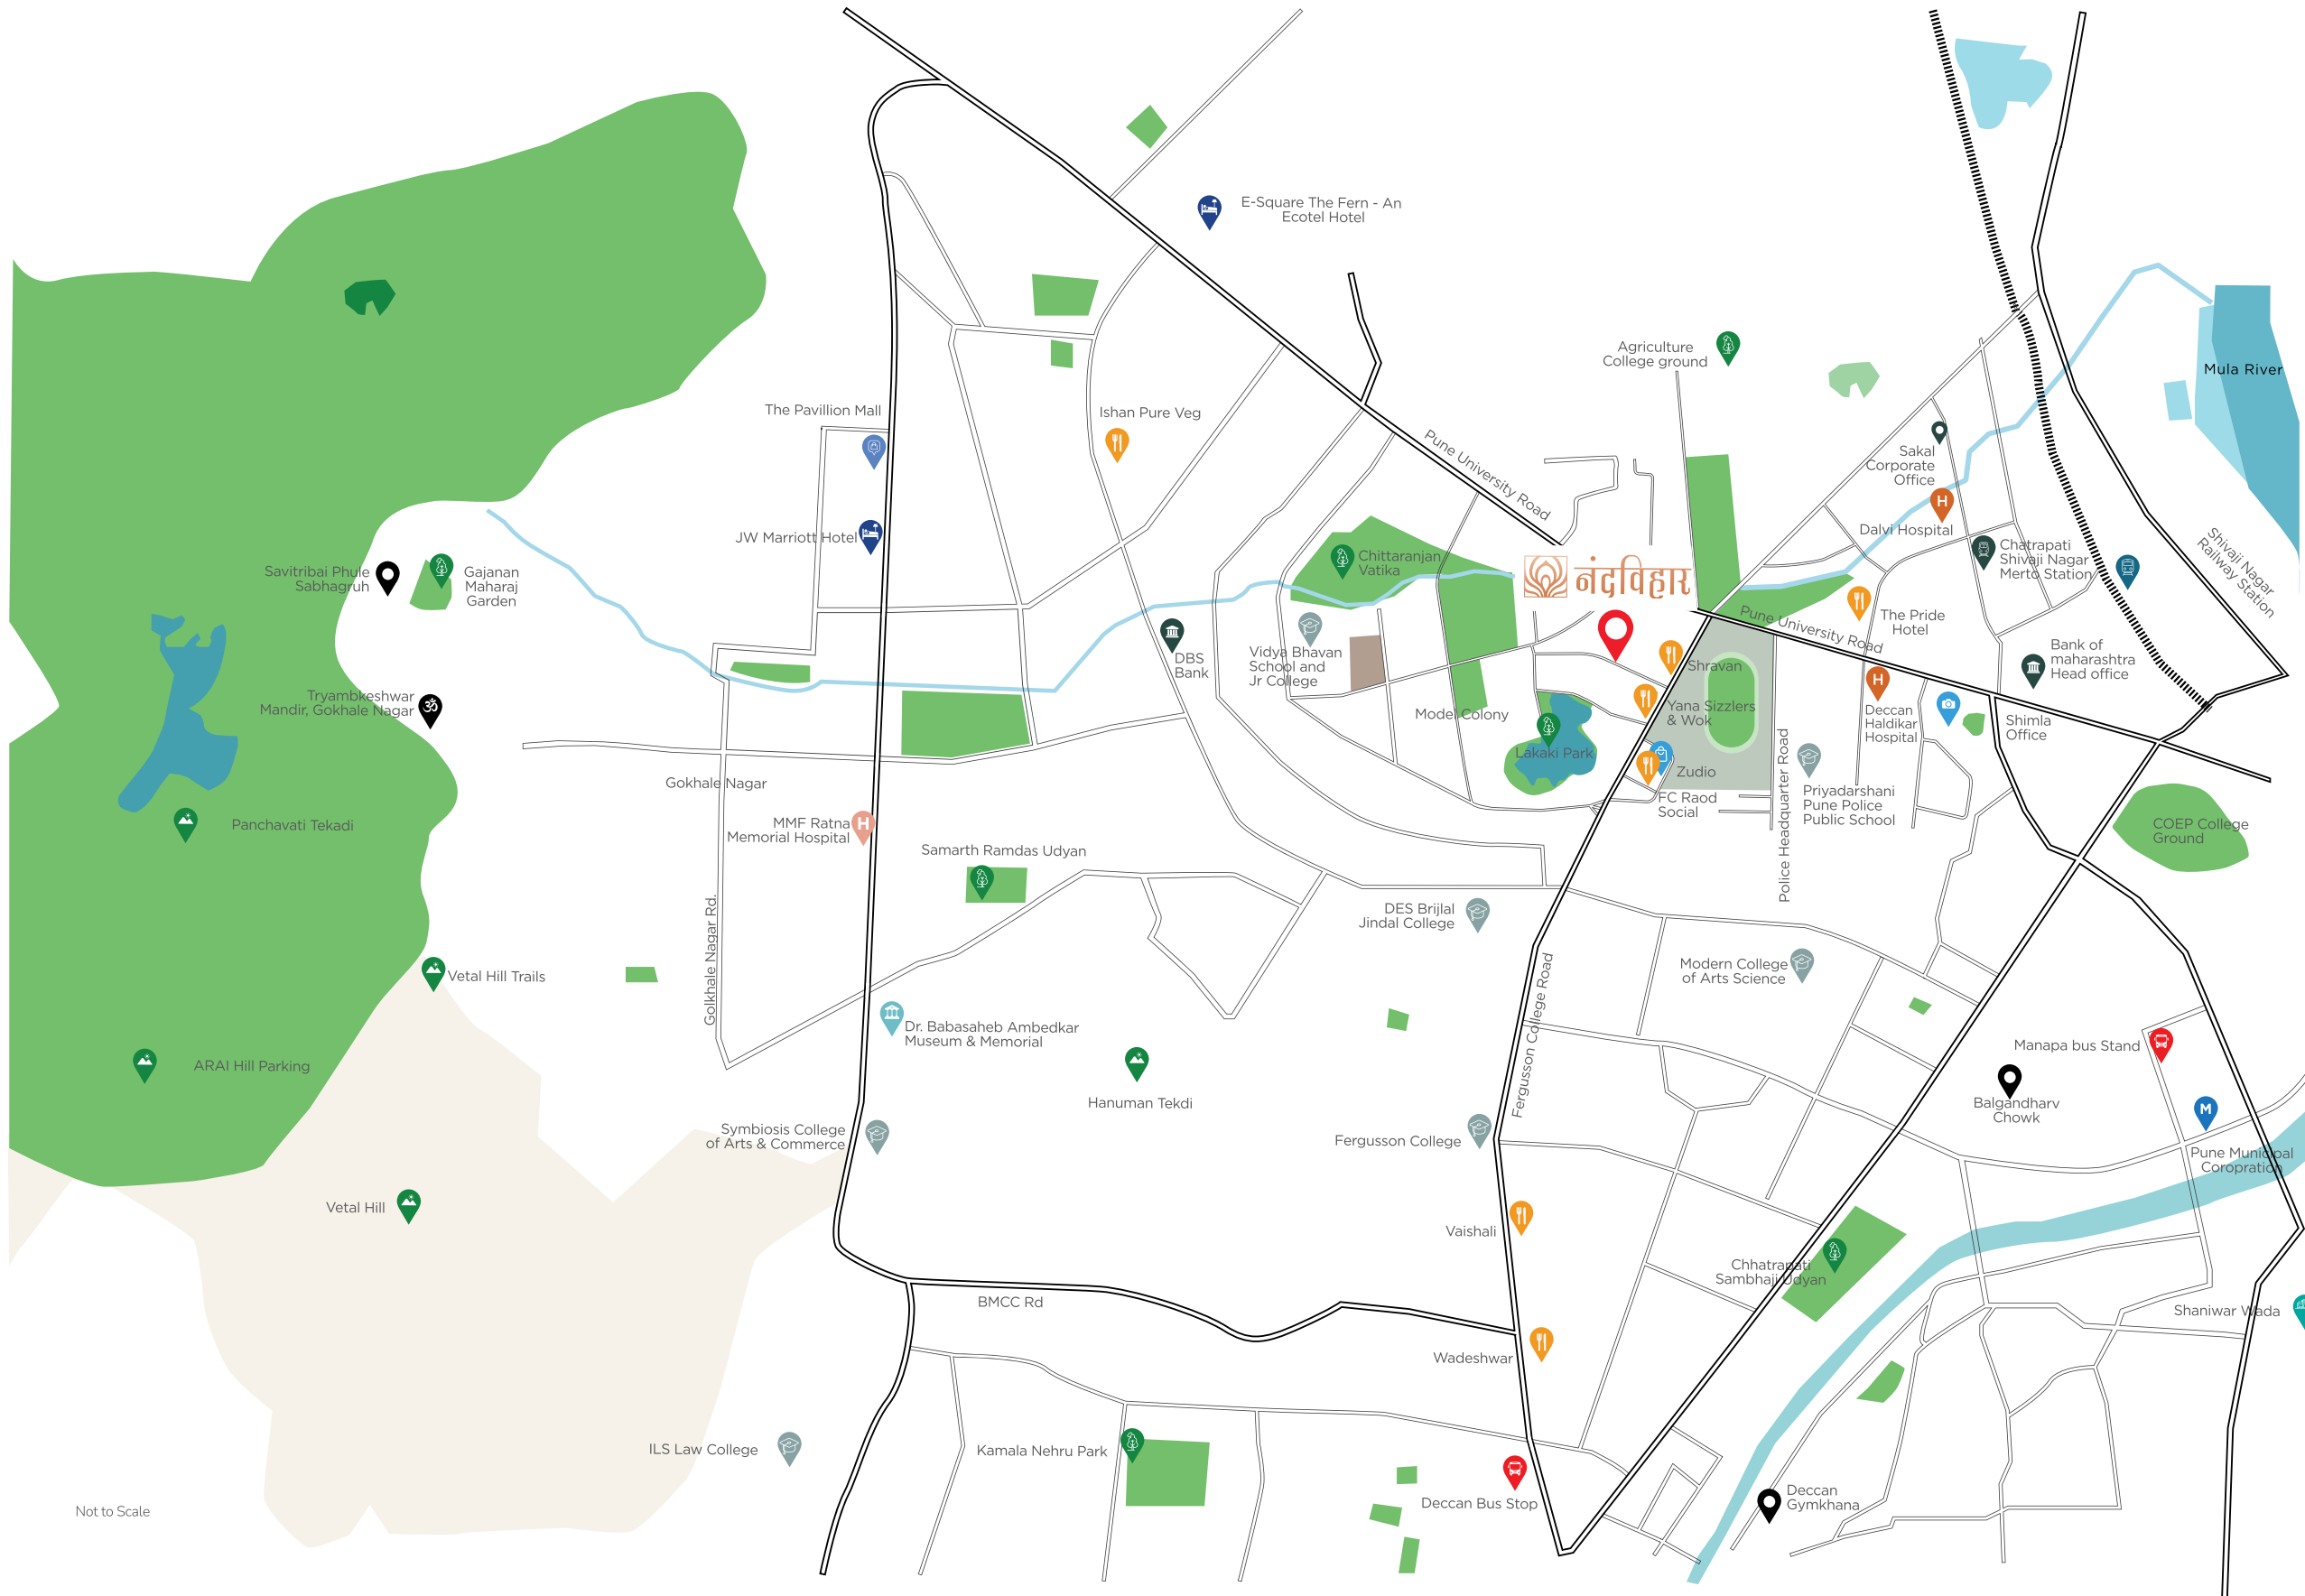 E-Square The Fern - An
Ecotel Hotel
Agriculture
College ground
Mula River
The Pavillion Mall
Ishan Pure Veg
Pune University Road
Sakal
Corporate
Office
H
Dalvi Hospital
JW Marriott Hotel
Chatrapati
Shivaji Nagar
Merto Station
Shivaji Nagar
Railway Station
Chittaranjan
Vatika
नंदविहार
Savitribai Phule
Sabhagruh
Gajanan
Maharaj
Garden
Pune University Road
The Pride
Hotel
DBS
Bank
Vidya Bhavan
School and
Jr College
Shravan
Bank of
maharashtra
Head office
Tryambkeshwar
Mandir, Gokhale Nagar
ॐ
Model Colony
Yana Sizzlers
& Wok
H
Deccan
Haldikar
Hospital
Shimla
Office
Lakaki Park
Zudio
Police Headquarter Road
Gokhale Nagar
FC Raod
Social
Priyadarshani
Pune Police
Public School
Panchavati Tekadi
MMF Ratna
Memorial Hospital
H
COEP College
Ground
Samarth Ramdas Udyan
DES Brijlal
Jindal College
Golkhale Nagar Rd.
Vetal Hill Trails
Modern College
of Arts Science
Fergusson College Road
Dr. Babasaheb Ambedkar
Museum & Memorial
Manapa bus Stand
ARAI Hill Parking
Hanuman Tekdi
Balgandharv
Chowk
M
Symbiosis College
of Arts & Commerce
Fergusson College
Pune Municipal
Coropration
Vetal Hill
Vaishali
Chhatrapati
Sambhaji Udyan
BMCC Rd
Shaniwar Wada
Wadeshwar
ILS Law College
Kamala Nehru Park
Deccan Bus Stop
Deccan
Gymkhana
Not to Scale